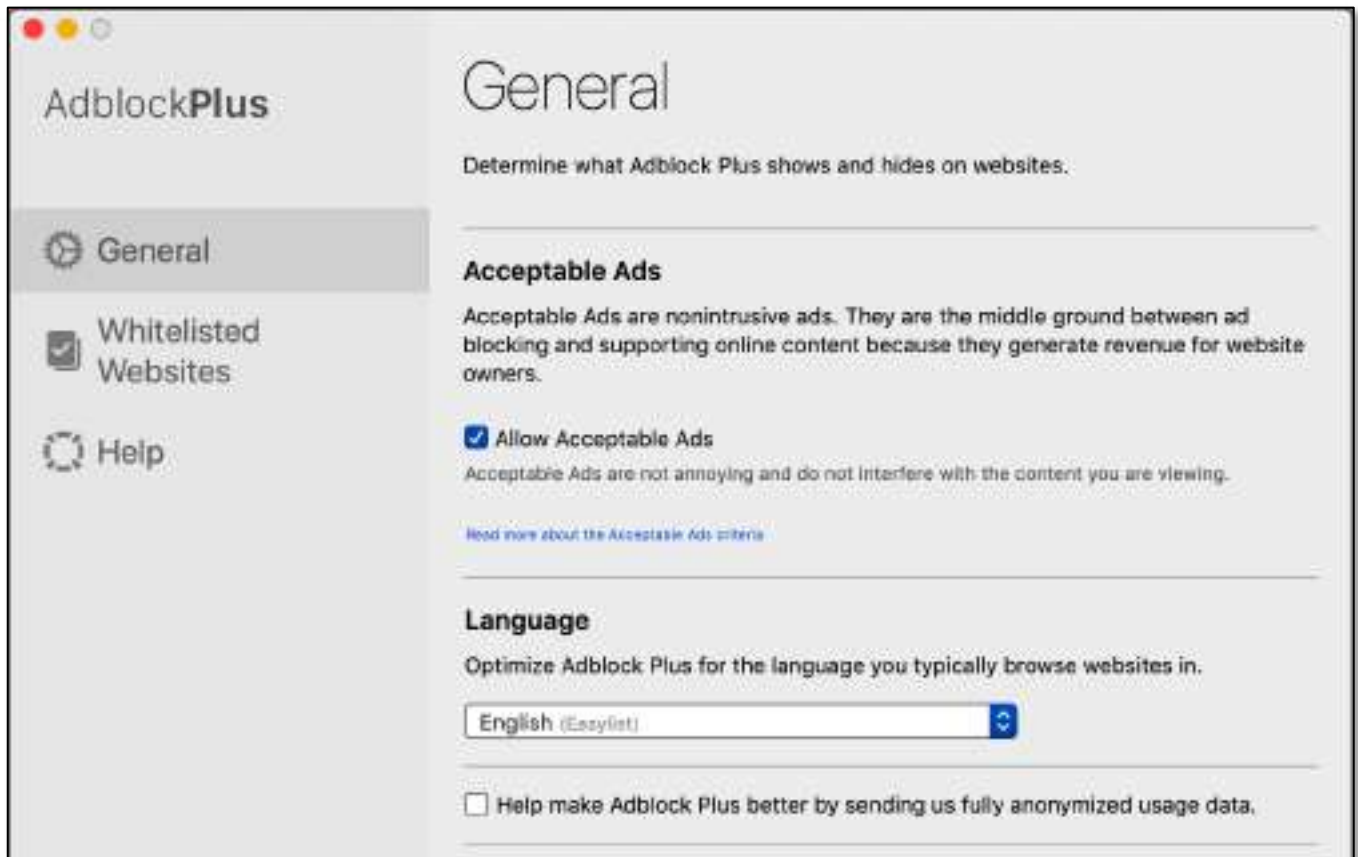 AdblockPlus
General
Whitelisted
Websites
Help
General
Determine what Adblock Plus shows and hides on websites.
Acceptable Ads
Acceptable Ads are nonintrusive ads. They are the middle ground between ad
blocking and supporting online content because they generate revenue for website
owners.
Allow Acceptable Ads
Acceptable Ads are not annoying and do not interfere with the content you are viewing.
Read more about the Acceptable Ads criteria
Language
Optimize Adblock Plus for the language you typically browse websites in.
English (Easylist)
Help make Adblock Plus better by sending us fully anonymized usage data.